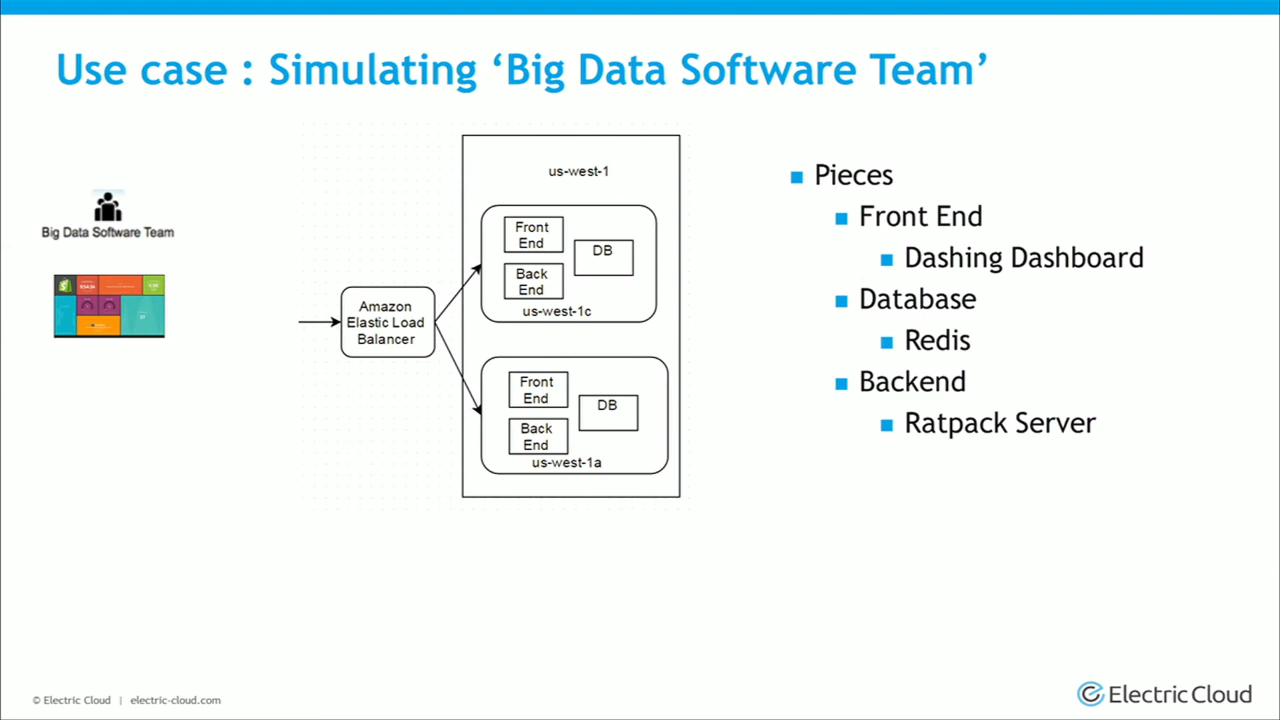 Use case : Simulating ‘Big Data Software Team’
Big Data Software Team
Amazon
Elastic Load
Balancer
us-west-1
Front
End
DB
Back
End
us-west-1c
Front
End
DB
Back
End
us-west-1a
Pieces
Front End
Dashing Dashboard
Database
Redis
Backend
Ratpack Server
© Electric Cloud | electric-cloud.com
Electric Cloud